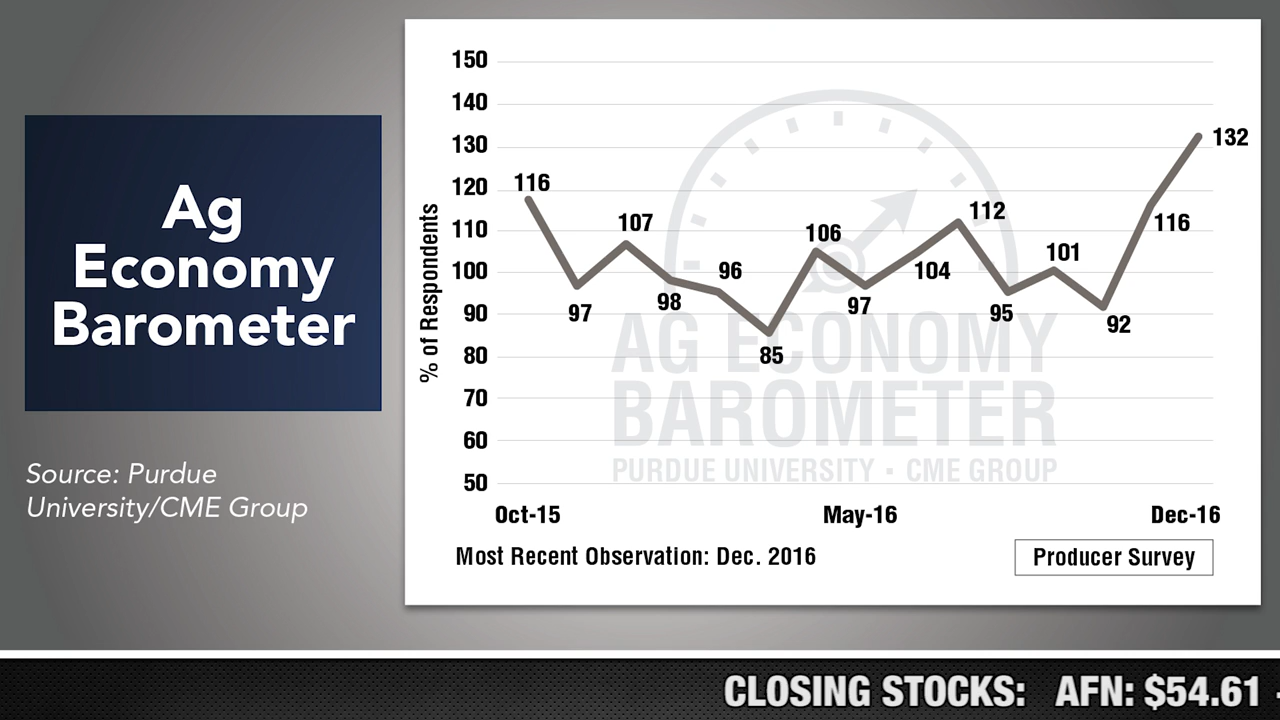 Ag
Economy
Barometer
Source: Purdue
University/CME Group
% of Respondents
150
140
130
120
110
100
90
80
70
60
50
116
97
107
98
96
85
106
97
104
112
95
101
92
116
132
AG ECONOMY
BAROMETER
PURDUE UNIVERSITY ▪ CME GROUP
Oct-15
May-16
Dec-16
Most Recent Observation: Dec. 2016
Producer Survey
CLOSING STOCKS: AFN: $54.61